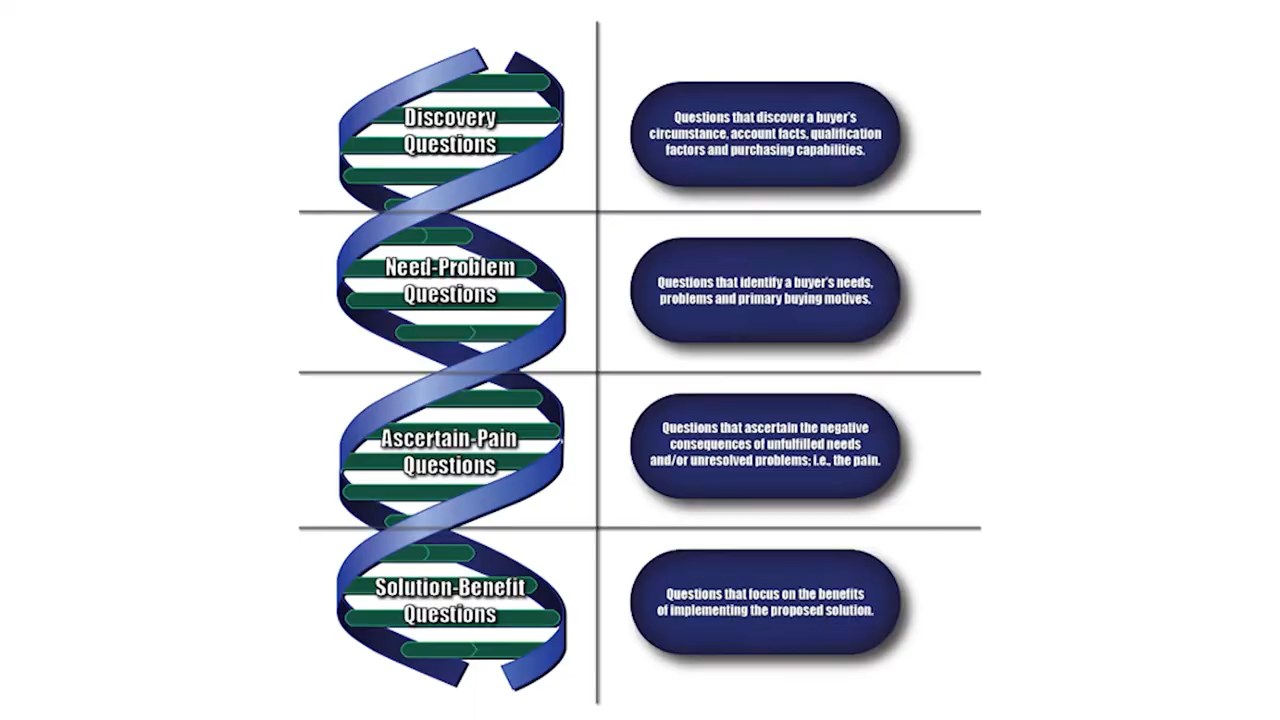 Discovery
Questions
Questions that discover a buyer's
circumstance, account facts, qualification
factors and purchasing capabilities.
Need-Problem
Questions
Questions that identify a buyer's needs,
problems and primary buying motives.
Ascertain-Pain
Questions
Questions that ascertain the negative
consequences of unfulfilled needs
and/or unresolved problems; i.e., the pain.
Solution-Benefit
Questions
Questions that focus on the benefits
of implementing the proposed solution.